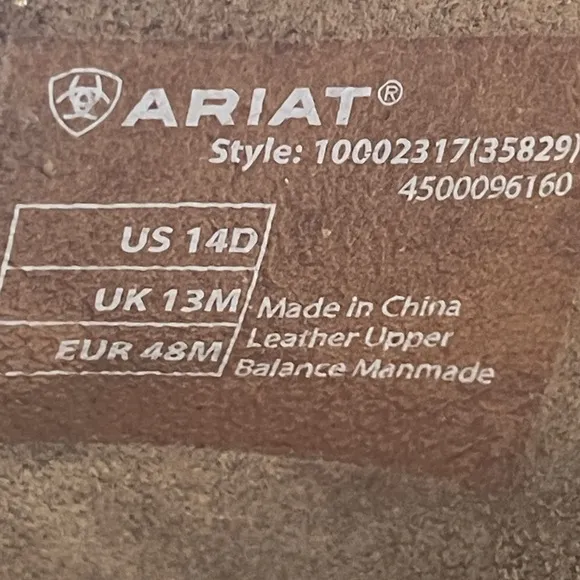 ARIAT®
Style: 10002317(35829)
4500096160
US 14D
UK 13M
EUR 48M
Made in China
Leather Upper
Balance Manmade